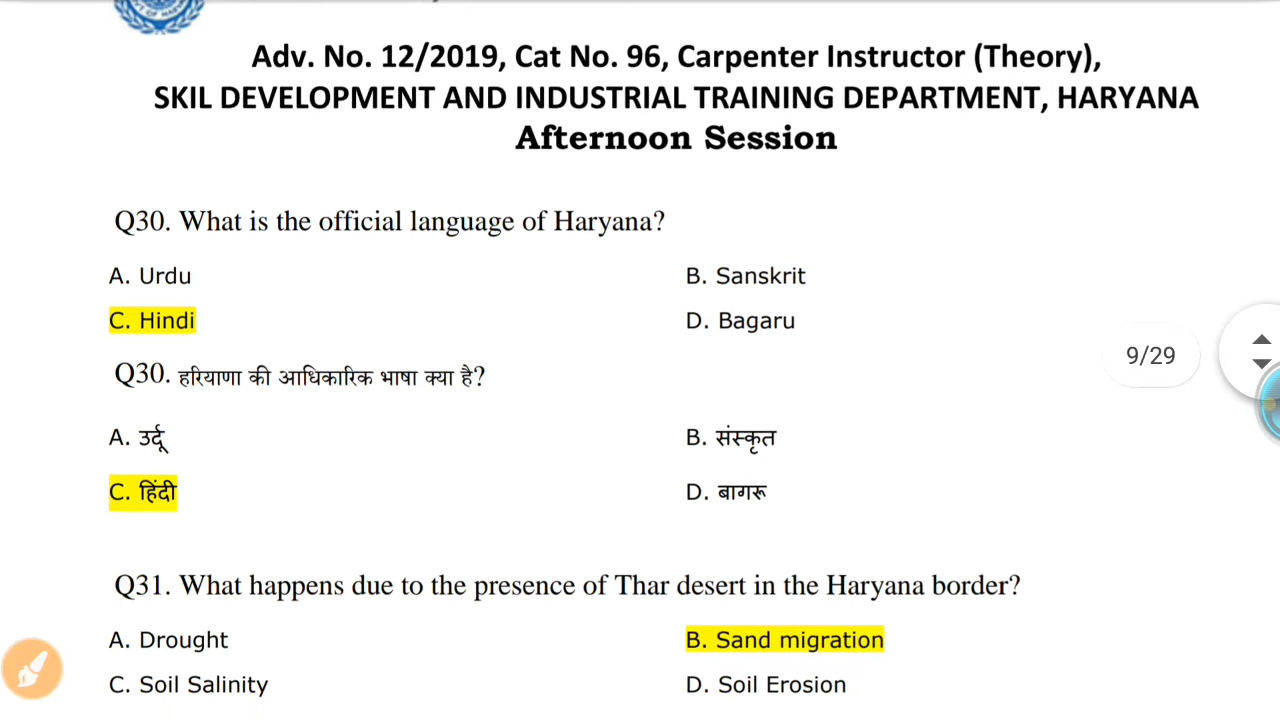 Adv. No. 12/2019, Cat No. 96, Carpenter Instructor (Theory),
SKIL DEVELOPMENT AND INDUSTRIAL TRAINING DEPARTMENT, HARYANA
Afternoon Session
Q30. What is the official language of Haryana?
A. Urdu
B. Sanskrit
C. Hindi
D. Bagaru
9/29
Q30. हरियाणा की आधिकारिक भाषा क्या है?
A. उर्दू
B. संस्कृत
C. हिंदी
D. बागरू
Q31. What happens due to the presence of Thar desert in the Haryana border?
A. Drought
B. Sand migration
C. Soil Salinity
D. Soil Erosion